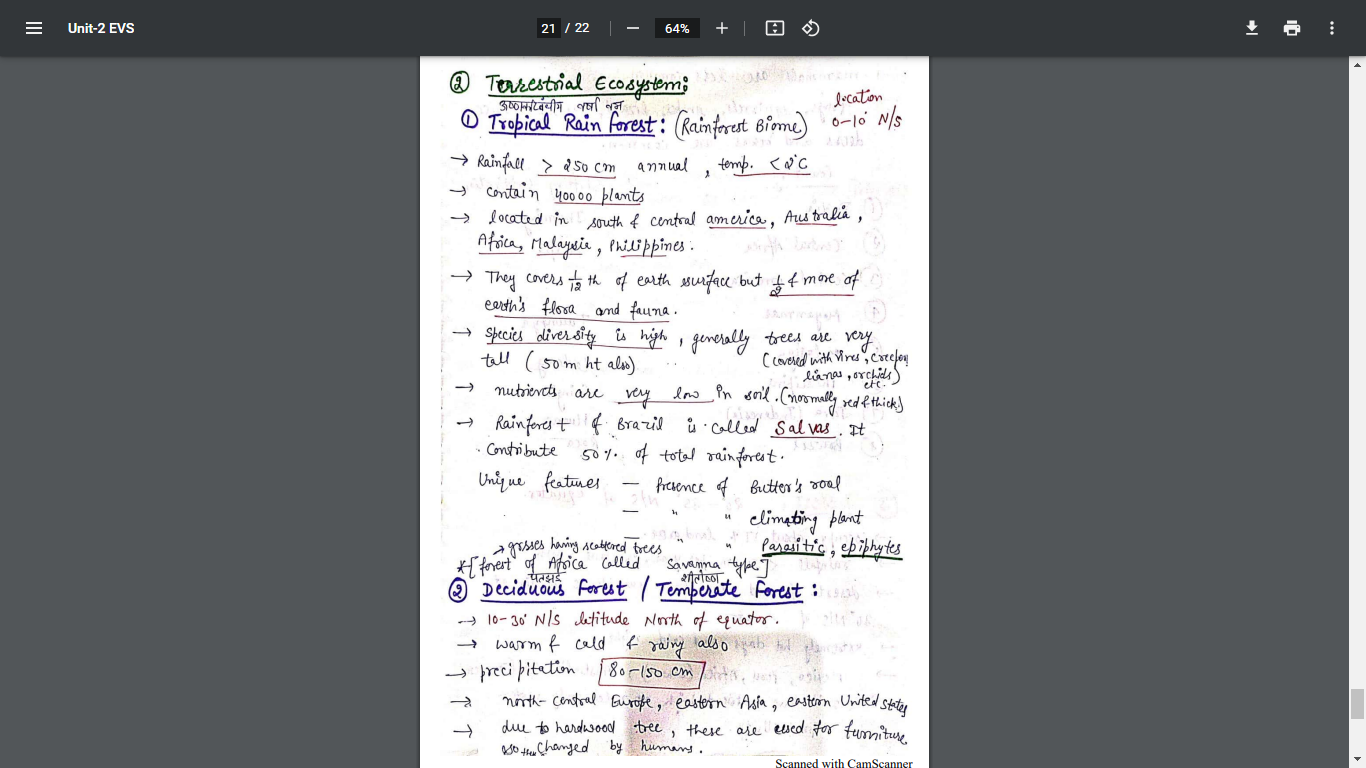 Unit-2 EVS
21 / 22
64%
② Terrestrial Ecosystem:
उष्णकटिबंधीय वर्षा वन
① Tropical Rain Forest: (Rainforest Biome)
location
0-10° N/S
→ Rainfall > 250 cm annual, temp. < 2°C
→ contain 40000 plants
→ located in south & central america, Australia,
Africa, Malaysia, Philippines.
→ They covers 1/12 th of earth surface but 1/2 & more of
earth's flora and fauna.
→ species diversity is high, generally trees are very
tall (50m ht also)
(covered with vines, creepers
lianas, orchids)
etc.
→ nutrients are very low in soil. (normally red & thick)
→ Rainforest of Brazil is called Salvas. It
Contribute 50% of total rainforest.
Unique features — Presence of Butter's root
— " " climbing plant
— " " Parasitic, epiphytes
→ grasses having scattered trees
*[forest of Africa called Savanna type]
पतझड़ शीतोष्ण
② Deciduous Forest / Temperate Forest:
→ 10-30° N/S latitude North of equator.
→ warm & cold & rainy also
→ precipitation 80-150 cm
→ north-central Europe, eastern Asia, eastern United states
→ due to hardwood tree, these are used for furniture
changed by humans.
Scanned with CamScanner